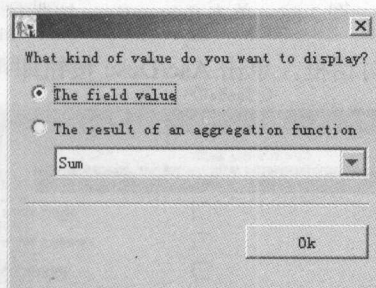 What kind of value do you want to display?
The field value
The result of an aggregation function
Sum
Ok